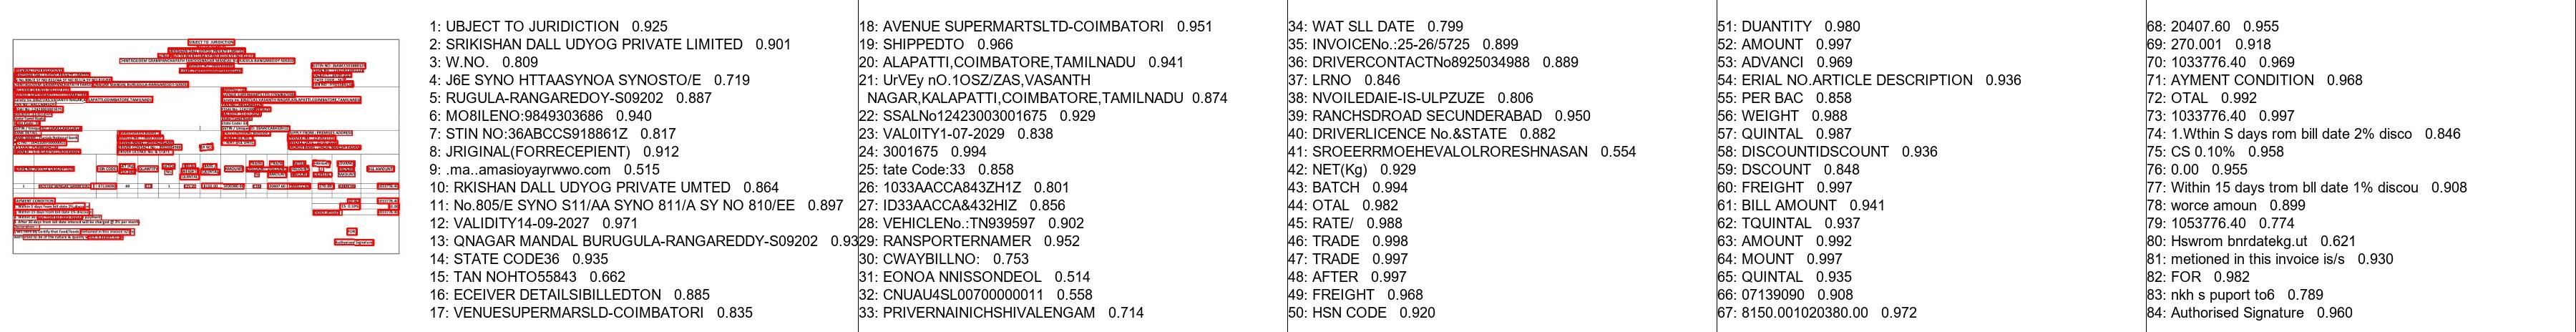 1: UBJECT TO JURIDICTION 0.925
2: SRIKISHAN DALL UDYOG PRIVATE LIMITED 0.901
3: W.NO. 0.809
4: J6E SYNO HTTAASYNOA SYNOSTO/E 0.719
5: RUGULA-RANGAREDOY-S09202 0.887
6: MO8ILENO:9849303686 0.940
7: STIN NO:36ABCCS918861Z 0.817
8: JRIGINAL(FORRECEPIENT) 0.912
9: .ma..amasioyayrwwo.com 0.515
10: RKISHAN DALL UDYOG PRIVATE UMTED 0.864
11: No.805/E SYNO S11/AA SYNO 811/A SY NO 810/EE 0.897
12: VALIDITY14-09-2027 0.971
13: QNAGAR MANDAL BURUGULA-RANGAREDDY-S09202 0.93
14: STATE CODE36 0.935
15: TAN NOHTO55843 0.662
16: ECEIVER DETAILSIBILLEDTON 0.885
17: VENUESUPERMARSLD-COIMBATORI 0.835
18: AVENUE SUPERMARTSLTD-COIMBATORI 0.951
19: SHIPPEDTO 0.966
20: ALAPATTI,COIMBATORE,TAMILNADU 0.941
21: UrVEy nO.1OSZ/ZAS,VASANTH
NAGAR,KALAPATTI,COIMBATORE,TAMILNADU 0.874
22: SSALNo12423003001675 0.929
23: VAL0ITY1-07-2029 0.838
24: 3001675 0.994
25: tate Code:33 0.858
26: 1033AACCA843ZH1Z 0.801
27: ID33AACCA&432HIZ 0.856
28: VEHICLENo.:TN939597 0.902
29: RANSPORTERNAMER 0.952
30: CWAYBILLNO: 0.753
31: EONOA NNISSONDEOL 0.514
32: CNUAU4SL00700000011 0.558
33: PRIVERNAINICHSHIVALENGAM 0.714
34: WAT SLL DATE 0.799
35: INVOICENo.:25-26/5725 0.899
36: DRIVERCONTACTNo8925034988 0.889
37: LRNO 0.846
38: NVOILEDAIE-IS-ULPZUZE 0.806
39: RANCHSDROAD SECUNDERABAD 0.950
40: DRIVERLICENCE No.&STATE 0.882
41: SROEERRMOEHEVALOLRORESHNASAN 0.554
42: NET(Kg) 0.929
43: BATCH 0.994
44: OTAL 0.982
45: RATE/ 0.988
46: TRADE 0.998
47: TRADE 0.997
48: AFTER 0.997
49: FREIGHT 0.968
50: HSN CODE 0.920
51: DUANTITY 0.980
52: AMOUNT 0.997
53: ADVANCI 0.969
54: ERIAL NO.ARTICLE DESCRIPTION 0.936
55: PER BAC 0.858
56: WEIGHT 0.988
57: QUINTAL 0.987
58: DISCOUNTIDSCOUNT 0.936
59: DSCOUNT 0.848
60: FREIGHT 0.997
61: BILL AMOUNT 0.941
62: TQUINTAL 0.937
63: AMOUNT 0.992
64: MOUNT 0.997
65: QUINTAL 0.935
66: 07139090 0.908
67: 8150.001020380.00 0.972
68: 20407.60 0.955
69: 270.001 0.918
70: 1033776.40 0.969
71: AYMENT CONDITION 0.968
72: OTAL 0.992
73: 1033776.40 0.997
74: 1.Wthin S days rom bill date 2% disco 0.846
75: CS 0.10% 0.958
76: 0.00 0.955
77: Within 15 days trom bll date 1% discou 0.908
78: worce amoun 0.899
79: 1053776.40 0.774
80: Hswrom bnrdatekg.ut 0.621
81: metioned in this invoice is/s 0.930
82: FOR 0.982
83: nkh s puport to6 0.789
84: Authorised Signature 0.960